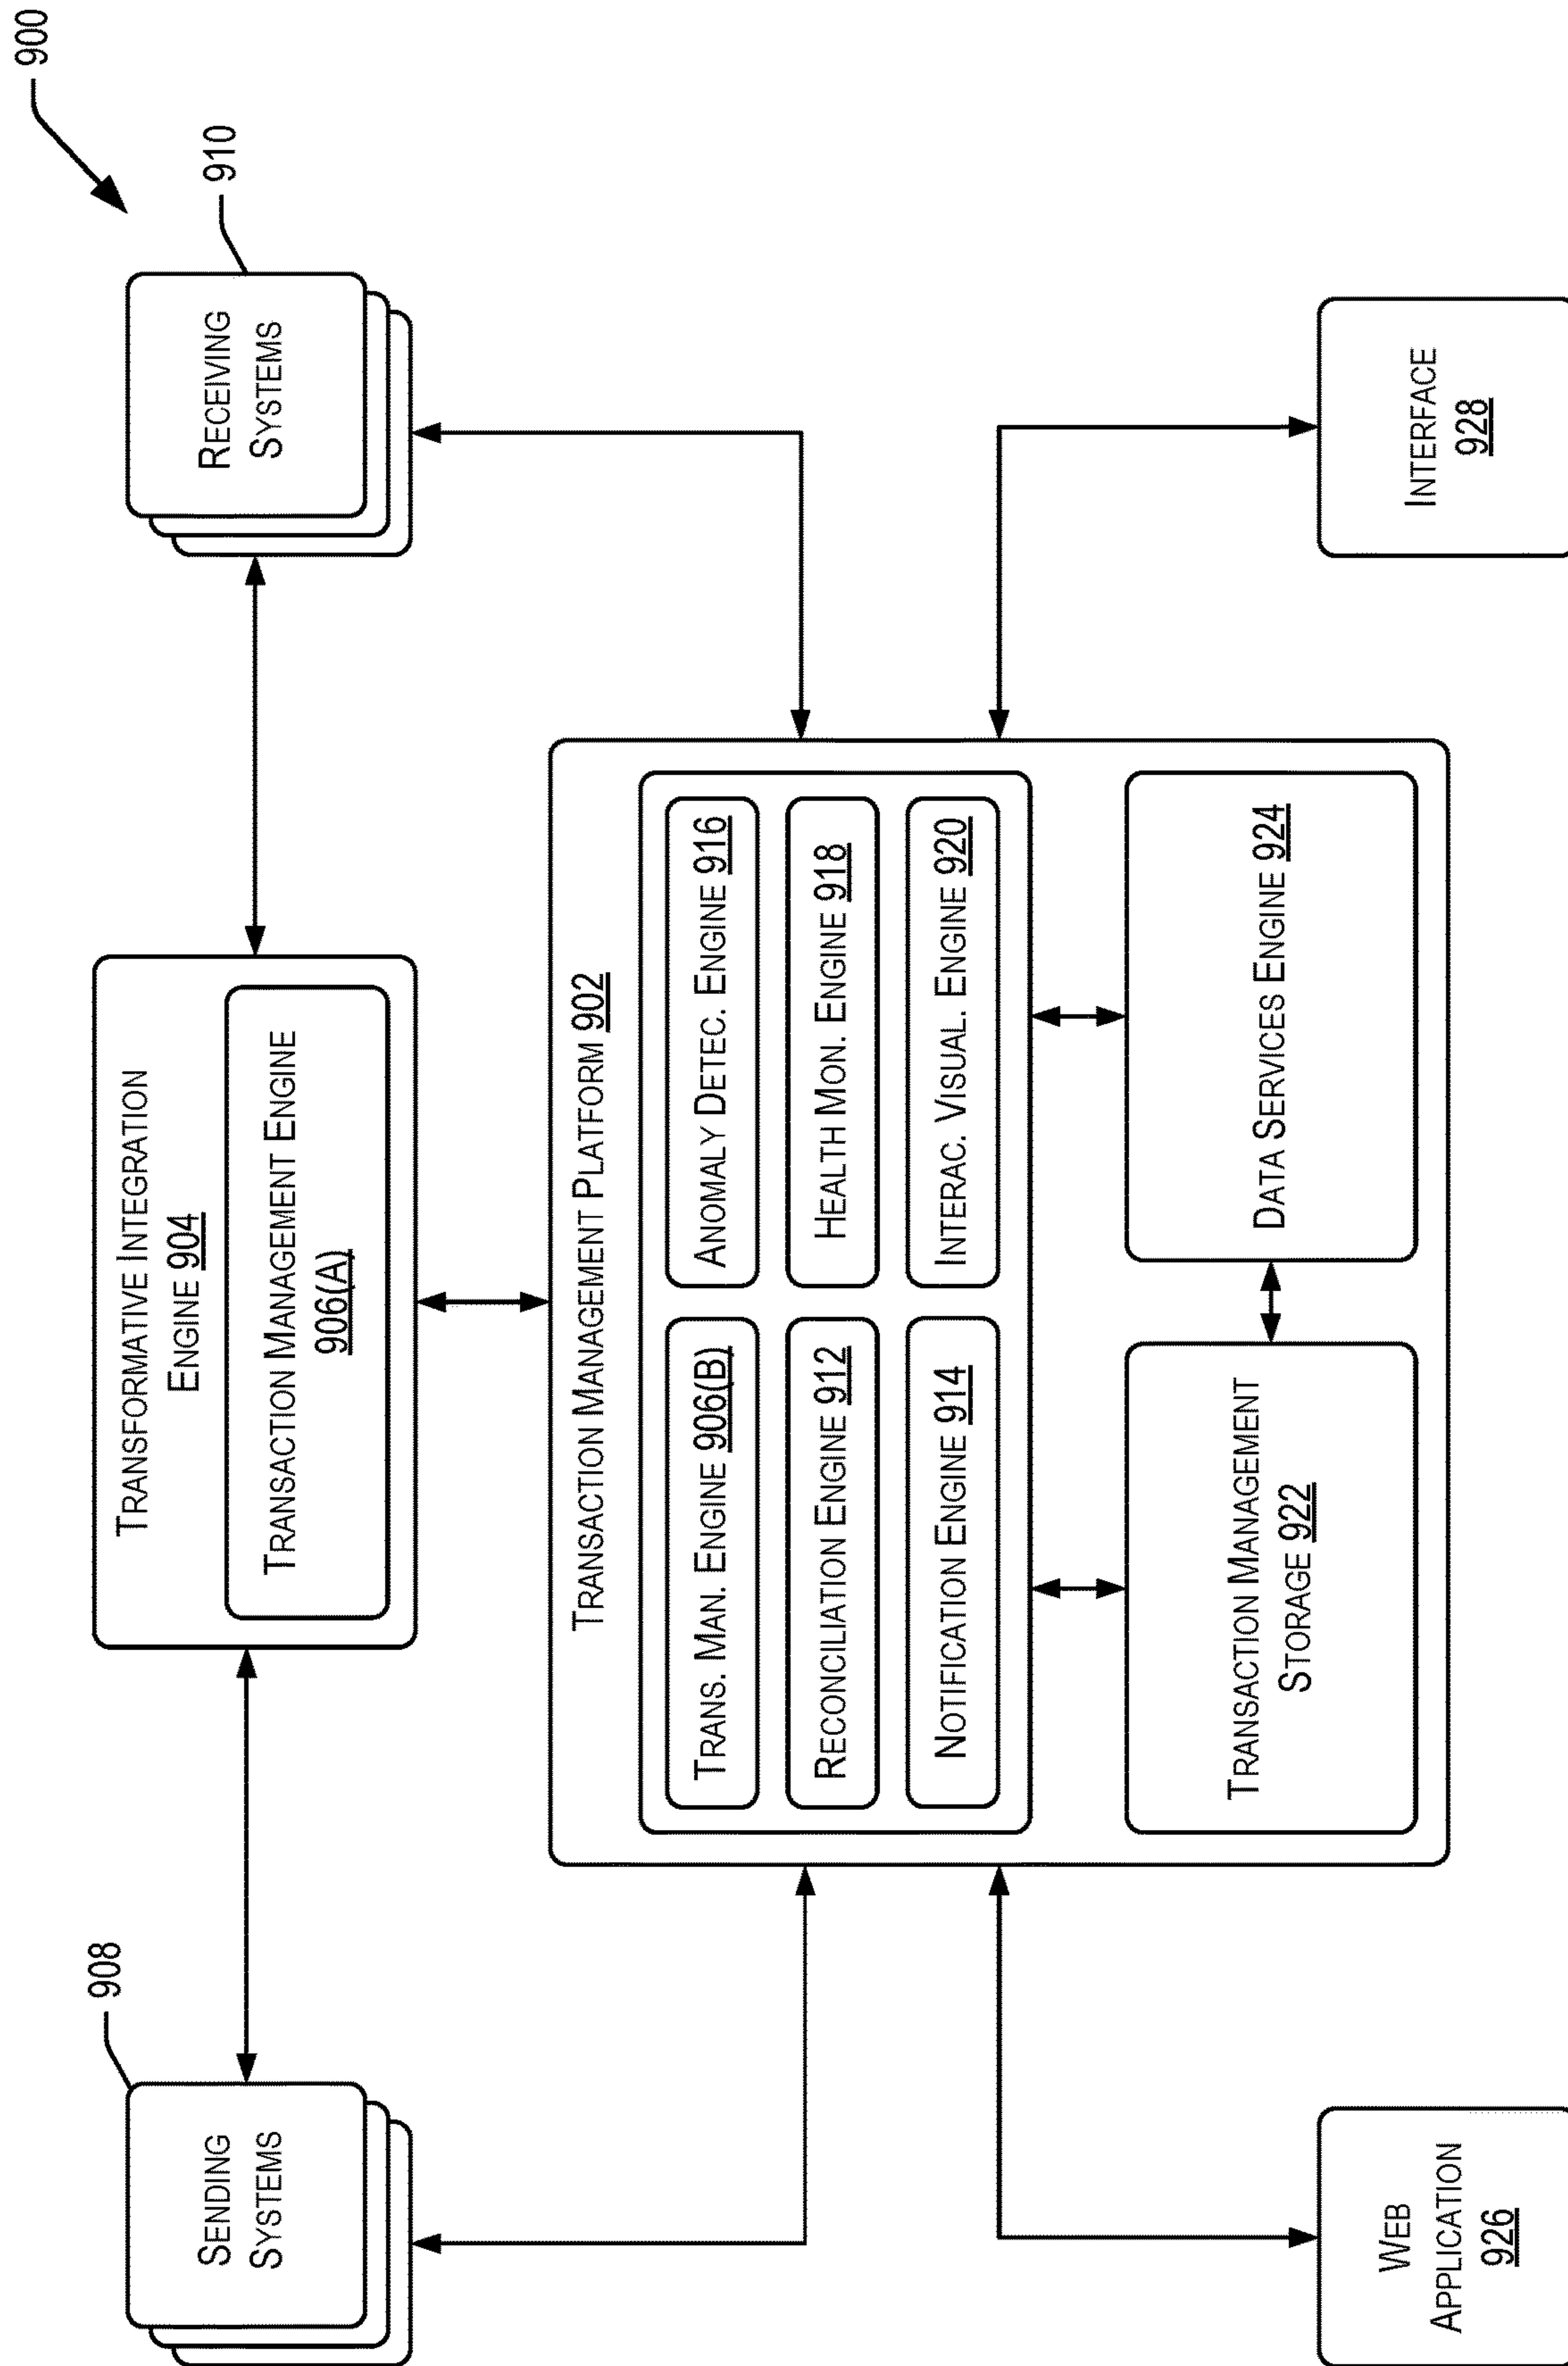 900
908
910
SENDING
SYSTEMS
TRANSFORMATIVE INTEGRATION
ENGINE 904
TRANSACTION MANAGEMENT ENGINE
906(A)
RECEIVING
SYSTEMS
TRANSACTION MANAGEMENT PLATFORM 902
TRANS. MAN. ENGINE 906(B)
ANOMALY DETEC. ENGINE 916
RECONCILIATION ENGINE 912
HEALTH MON. ENGINE 918
NOTIFICATION ENGINE 914
INTERAC. VISUAL. ENGINE 920
TRANSACTION MANAGEMENT
STORAGE 922
DATA SERVICES ENGINE 924
WEB
APPLICATION
926
INTERFACE
928